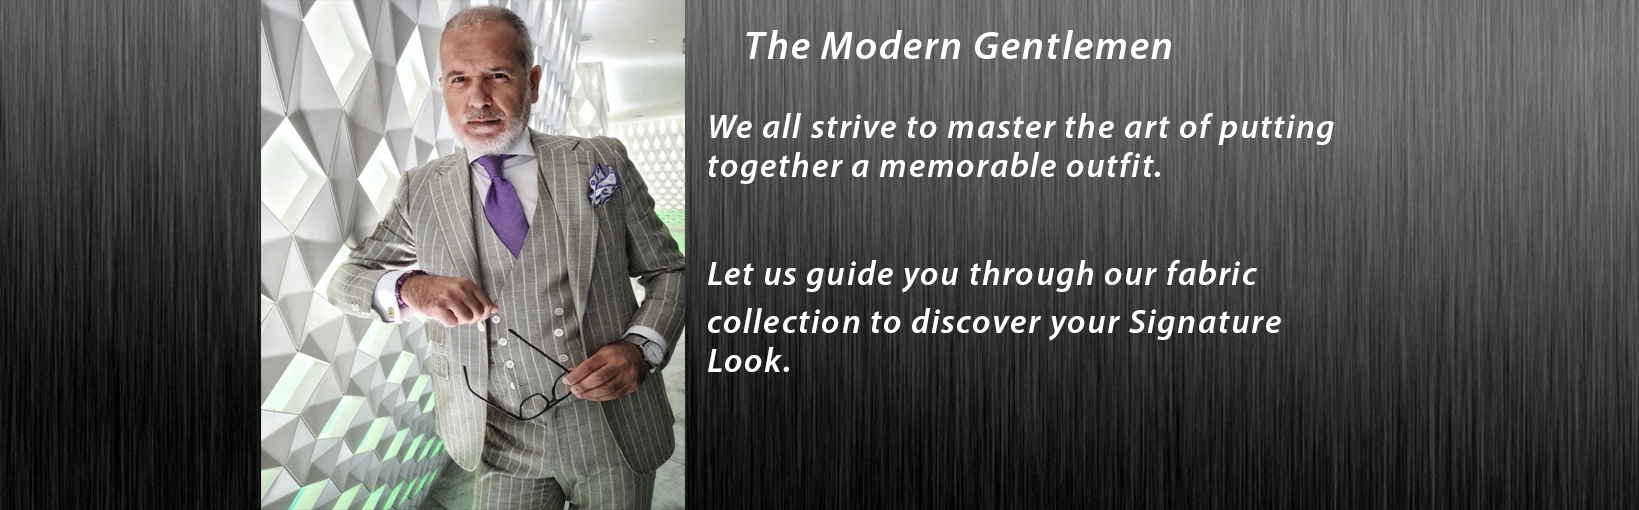 The Modern Gentlemen
We all strive to master the art of putting
together a memorable outfit.
Let us guide you through our fabric
collection to discover your Signature
Look.